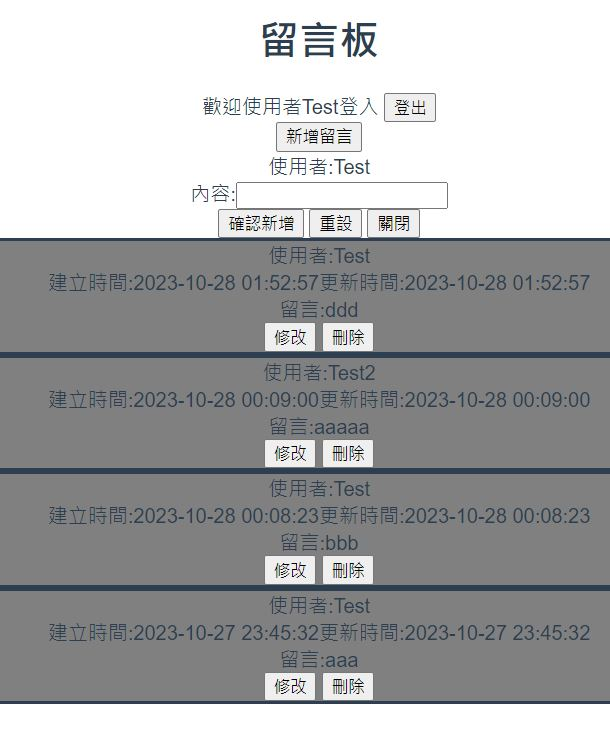 留言板
歡迎使用者Test登入 登出
新增留言
使用者:Test
內容:
確認新增 重設 關閉
使用者:Test
建立時間:2023-10-28 01:52:57更新時間:2023-10-28 01:52:57
留言:ddd
修改 刪除
使用者:Test2
建立時間:2023-10-28 00:09:00更新時間:2023-10-28 00:09:00
留言:aaaaa
修改 刪除
使用者:Test
建立時間:2023-10-28 00:08:23更新時間:2023-10-28 00:08:23
留言:bbb
修改 刪除
使用者:Test
建立時間:2023-10-27 23:45:32更新時間:2023-10-27 23:45:32
留言:aaa
修改 刪除